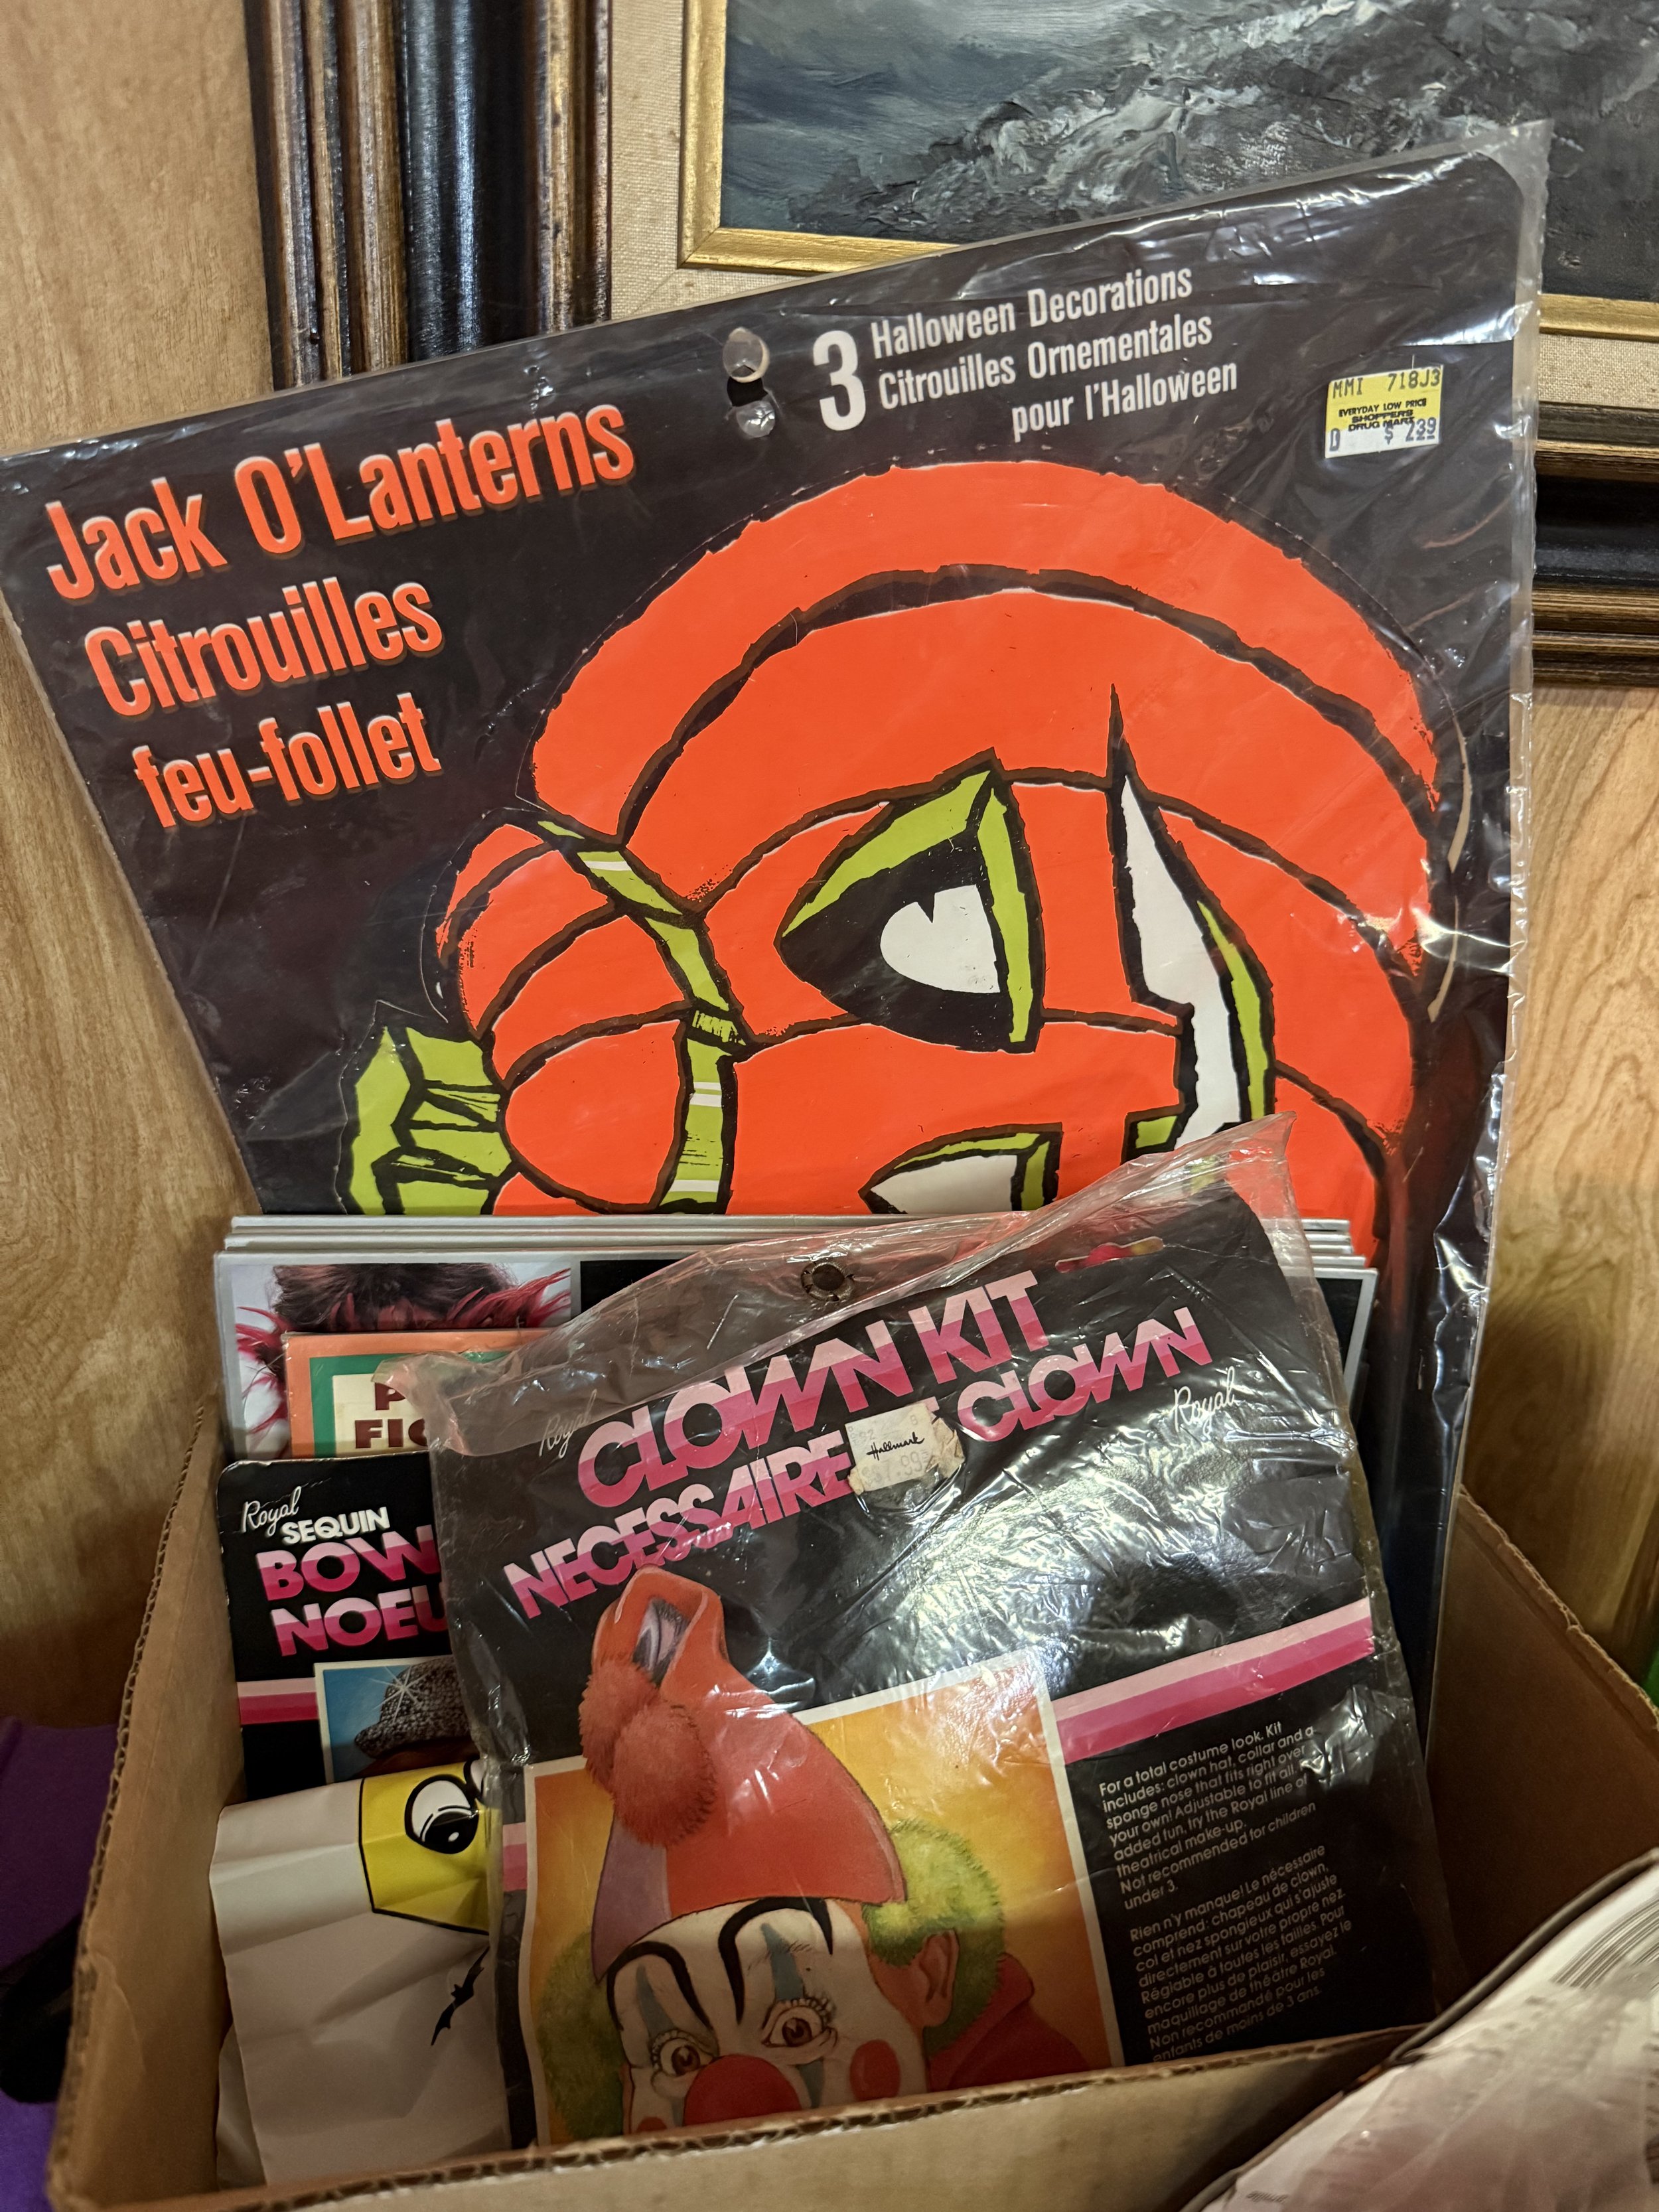 3
Halloween Decorations
Citrouilles Ornementales
pour l'Halloween
MMI 718J3
EVERYDAY LOW PRICE
SHOPPERS
DRUG MART
D $ 2.39
Jack O'Lanterns
Citrouilles
feu-follet
CLOWN KIT
NECESSAIRE CLOWN
Royal
Royal
Hallmark
Royal
SEQUIN
BOW
NOEU
P
FIC
For a total costume look. Kit
includes: clown hat, collar and a
sponge nose that fits right over
your own! Adjustable to fit all.
added fun, try the Royal line of
theatrical make-up.
Not recommended for children
under 3.
Rien n'y manque! Le nécessaire
comprend: chapeau de clown,
col et nez spongieux qui s'ajuste
directement sur votre propre nez.
Réglable à toutes les tailles. Pour
encore plus de plaisir, essayez le
maquillage de théâtre Royal.
Non recommandé pour les
enfants de moins de 3 ans.